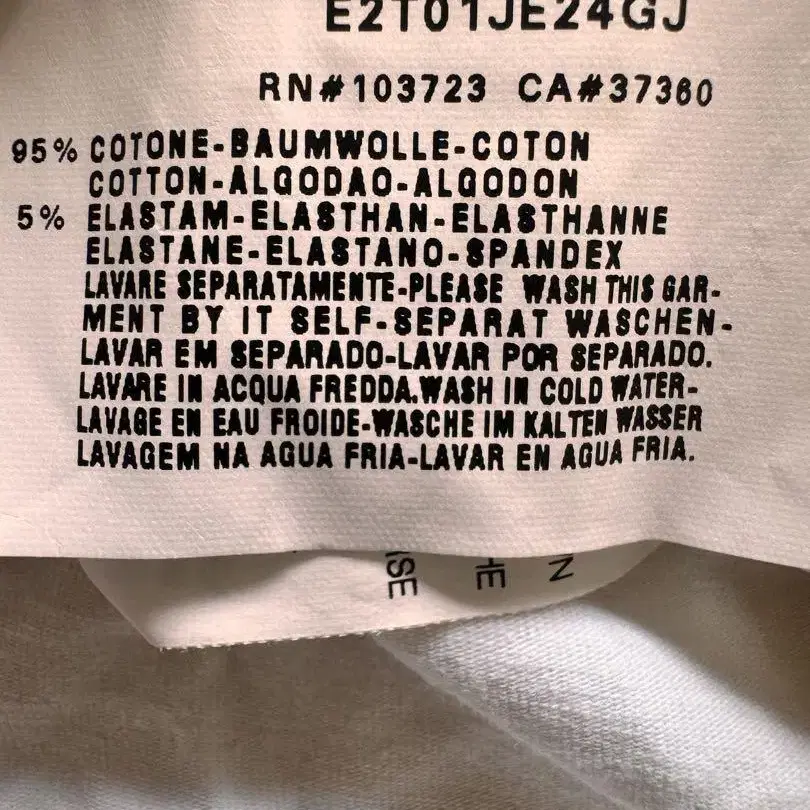 E2T01JE24GJ
RN#103723 CA#37360
95% COTONE-BAUMWOLLE-COTON
COTTON-ALGODAO-ALGODON
5% ELASTAM-ELASTHAN-ELASTHANNE
ELASTANE-ELASTANO-SPANDEX
LAVARE SEPARATAMENTE-PLEASE WASH THIS GAR-
MENT BY IT SELF-SEPARAT WASCHEN-
LAVAR EM SEPARADO-LAVAR POR SEPARADO.
LAVARE IN ACQUA FREDDA.WASH IN COLD WATER-
LAVAGE EN EAU FROIDE-WASCHE IM KALTEN WASSER
LAVAGEM NA AGUA FRIA-LAVAR EN AGUA FRIA.